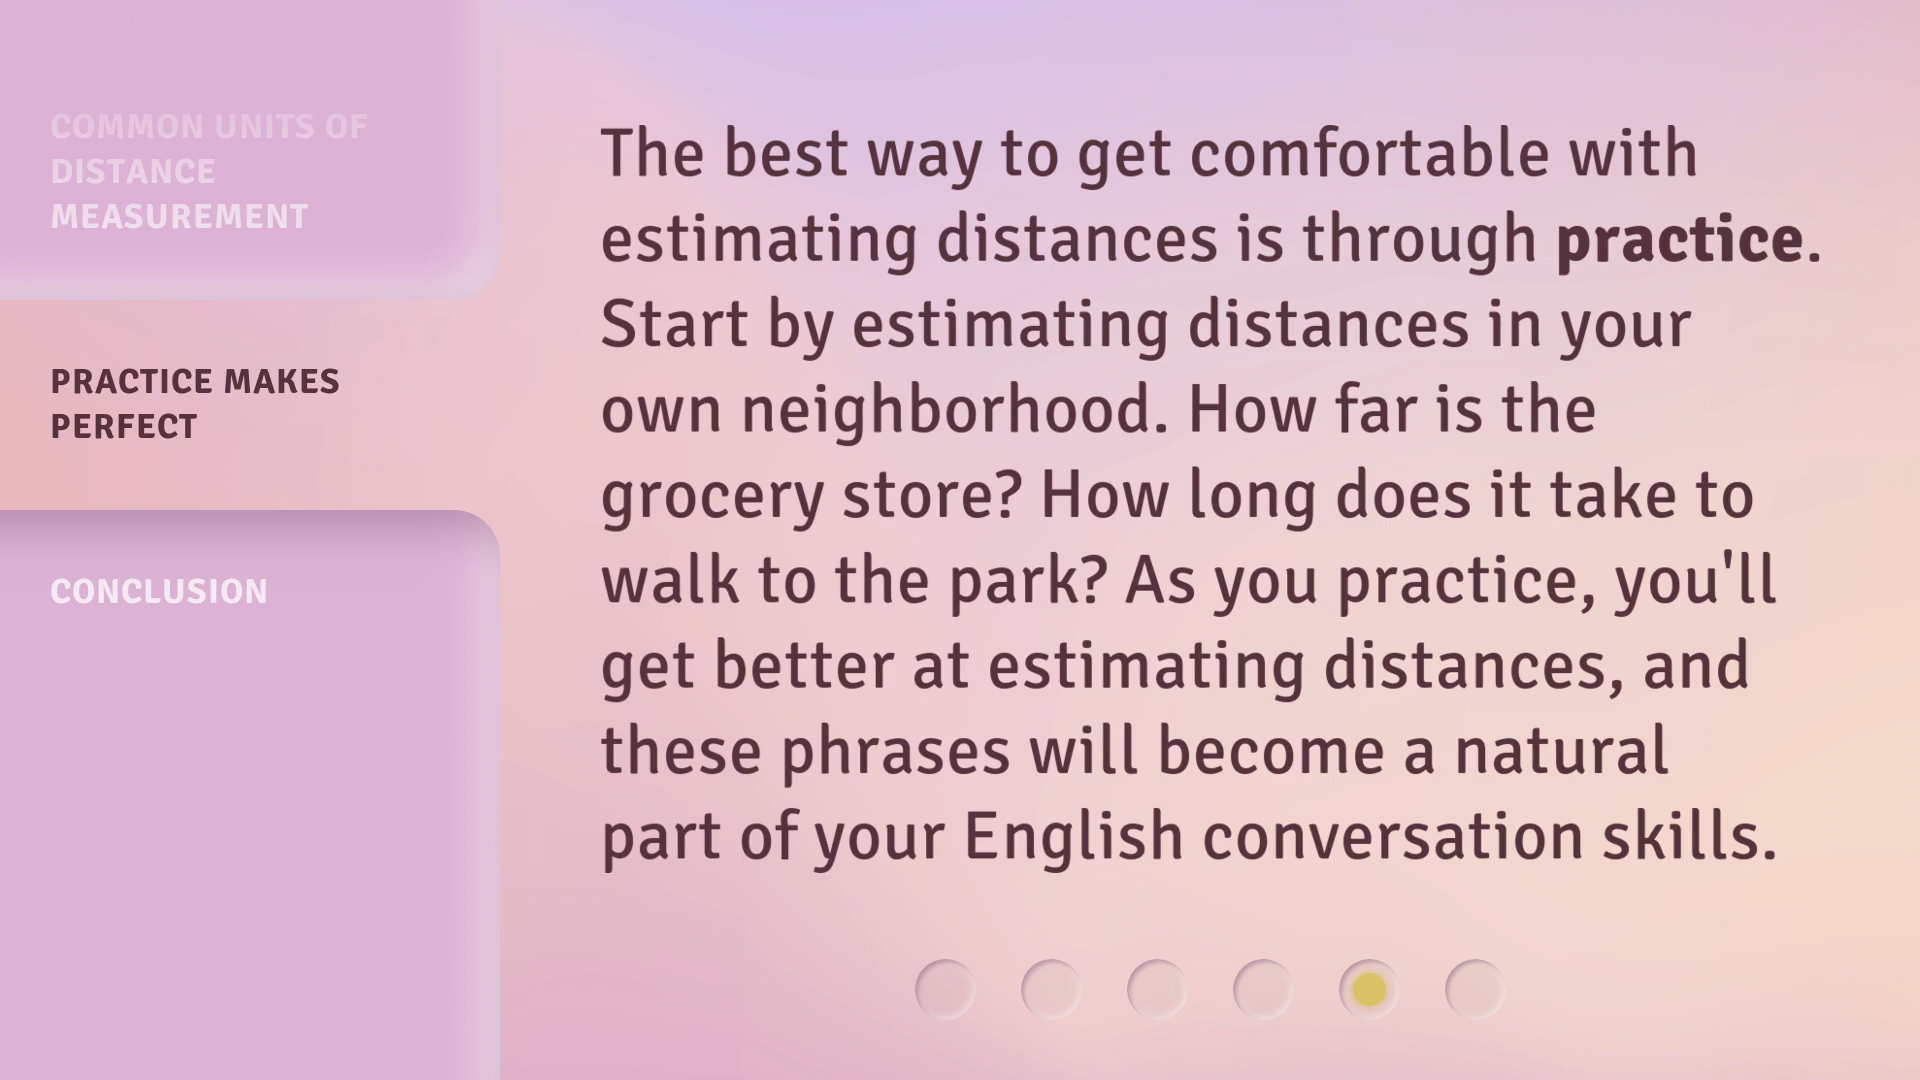 COMMON UNITS OF
DISTANCE
MEASUREMENT
PRACTICE MAKES
PERFECT
CONCLUSION
The best way to get comfortable with
estimating distances is through practice.
Start by estimating distances in your
own neighborhood. How far is the
grocery store? How long does it take to
walk to the park? As you practice, you'll
get better at estimating distances, and
these phrases will become a natural
part of your English conversation skills.